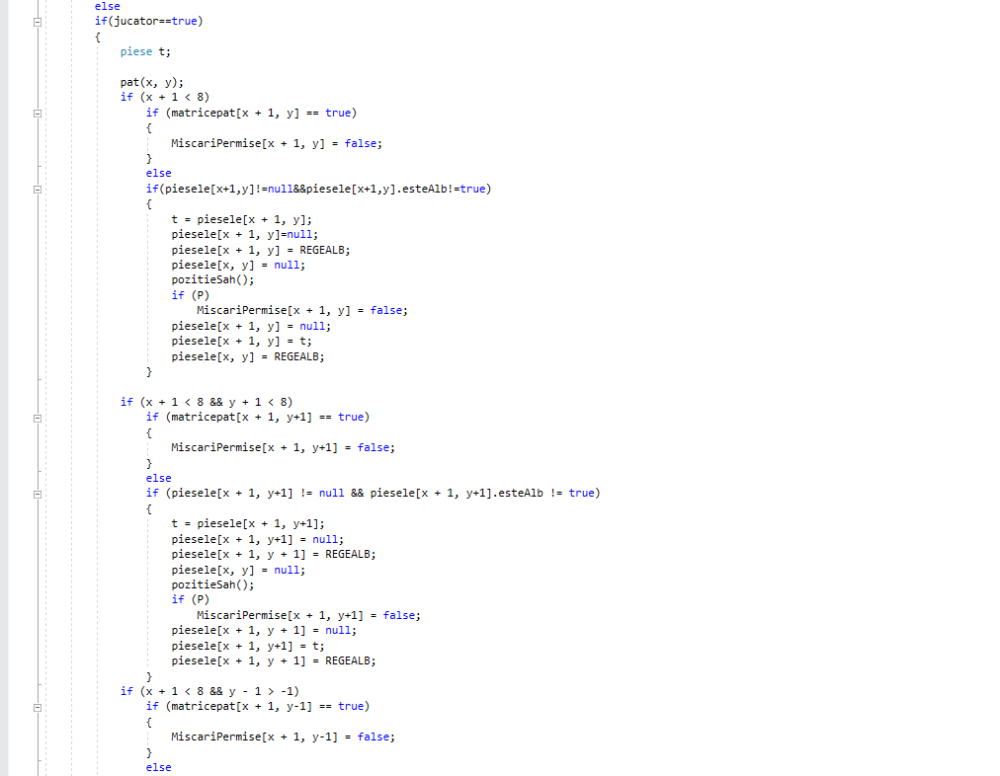 else
if(jucator==true)
{
piese t;
pat(x, y);
if (x + 1 < 8)
if (matricepat[x + 1, y] == true)
{
MiscariPermise[x + 1, y] = false;
}
else
if(piesele[x+1,y]!=null&&piesele[x+1,y].esteAlb!=true)
{
t = piesele[x + 1, y];
piesele[x + 1, y]=null;
piesele[x + 1, y] = REGEALB;
piesele[x, y] = null;
pozitieSah();
if (P)
MiscariPermise[x + 1, y] = false;
piesele[x + 1, y] = null;
piesele[x + 1, y] = t;
piesele[x, y] = REGEALB;
}
if (x + 1 < 8 && y + 1 < 8)
if (matricepat[x + 1, y+1] == true)
{
MiscariPermise[x + 1, y+1] = false;
}
else
if (piesele[x + 1, y+1] != null && piesele[x + 1, y+1].esteAlb != true)
{
t = piesele[x + 1, y+1];
piesele[x + 1, y+1] = null;
piesele[x + 1, y + 1] = REGEALB;
piesele[x, y] = null;
pozitieSah();
if (P)
MiscariPermise[x + 1, y+1] = false;
piesele[x + 1, y + 1] = null;
piesele[x + 1, y+1] = t;
piesele[x + 1, y + 1] = REGEALB;
}
if (x + 1 < 8 && y - 1 > -1)
if (matricepat[x + 1, y-1] == true)
{
MiscariPermise[x + 1, y-1] = false;
}
else